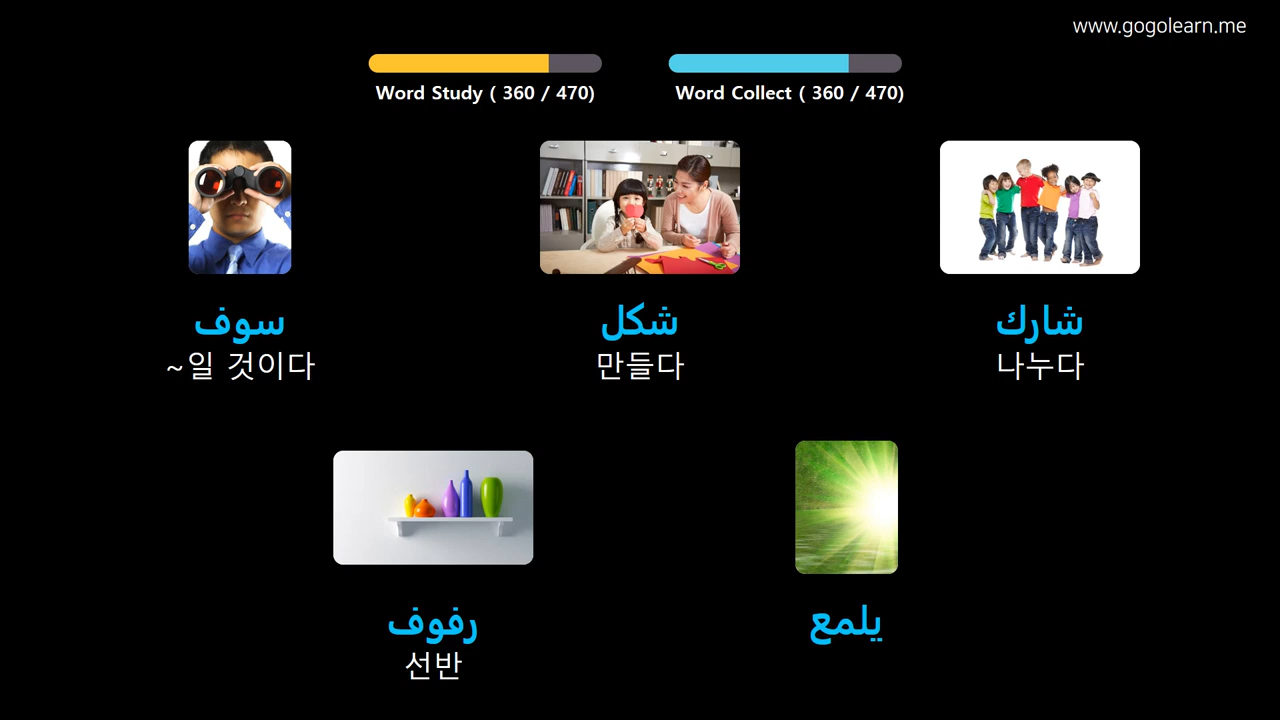 www.gogolearn.me
Word Study ( 360 / 470)
Word Collect ( 360 / 470)
سوف
~일 것이다
شكل
만들다
شارك
나누다
رفوف
선반
يلمع